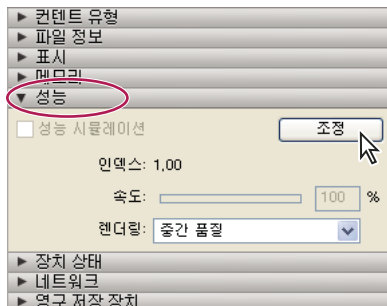 ▶ 컨텐트 유형
▶ 파일 정보
▶ 표시
▶ 메모리
▼ 성능
성능 시뮬레이션 조정
인덱스: 1,00
속도: 100 %
렌더링: 중간 품질
▶ 장치 상태
▶ 네트워크
▶ 영구 저장 장치